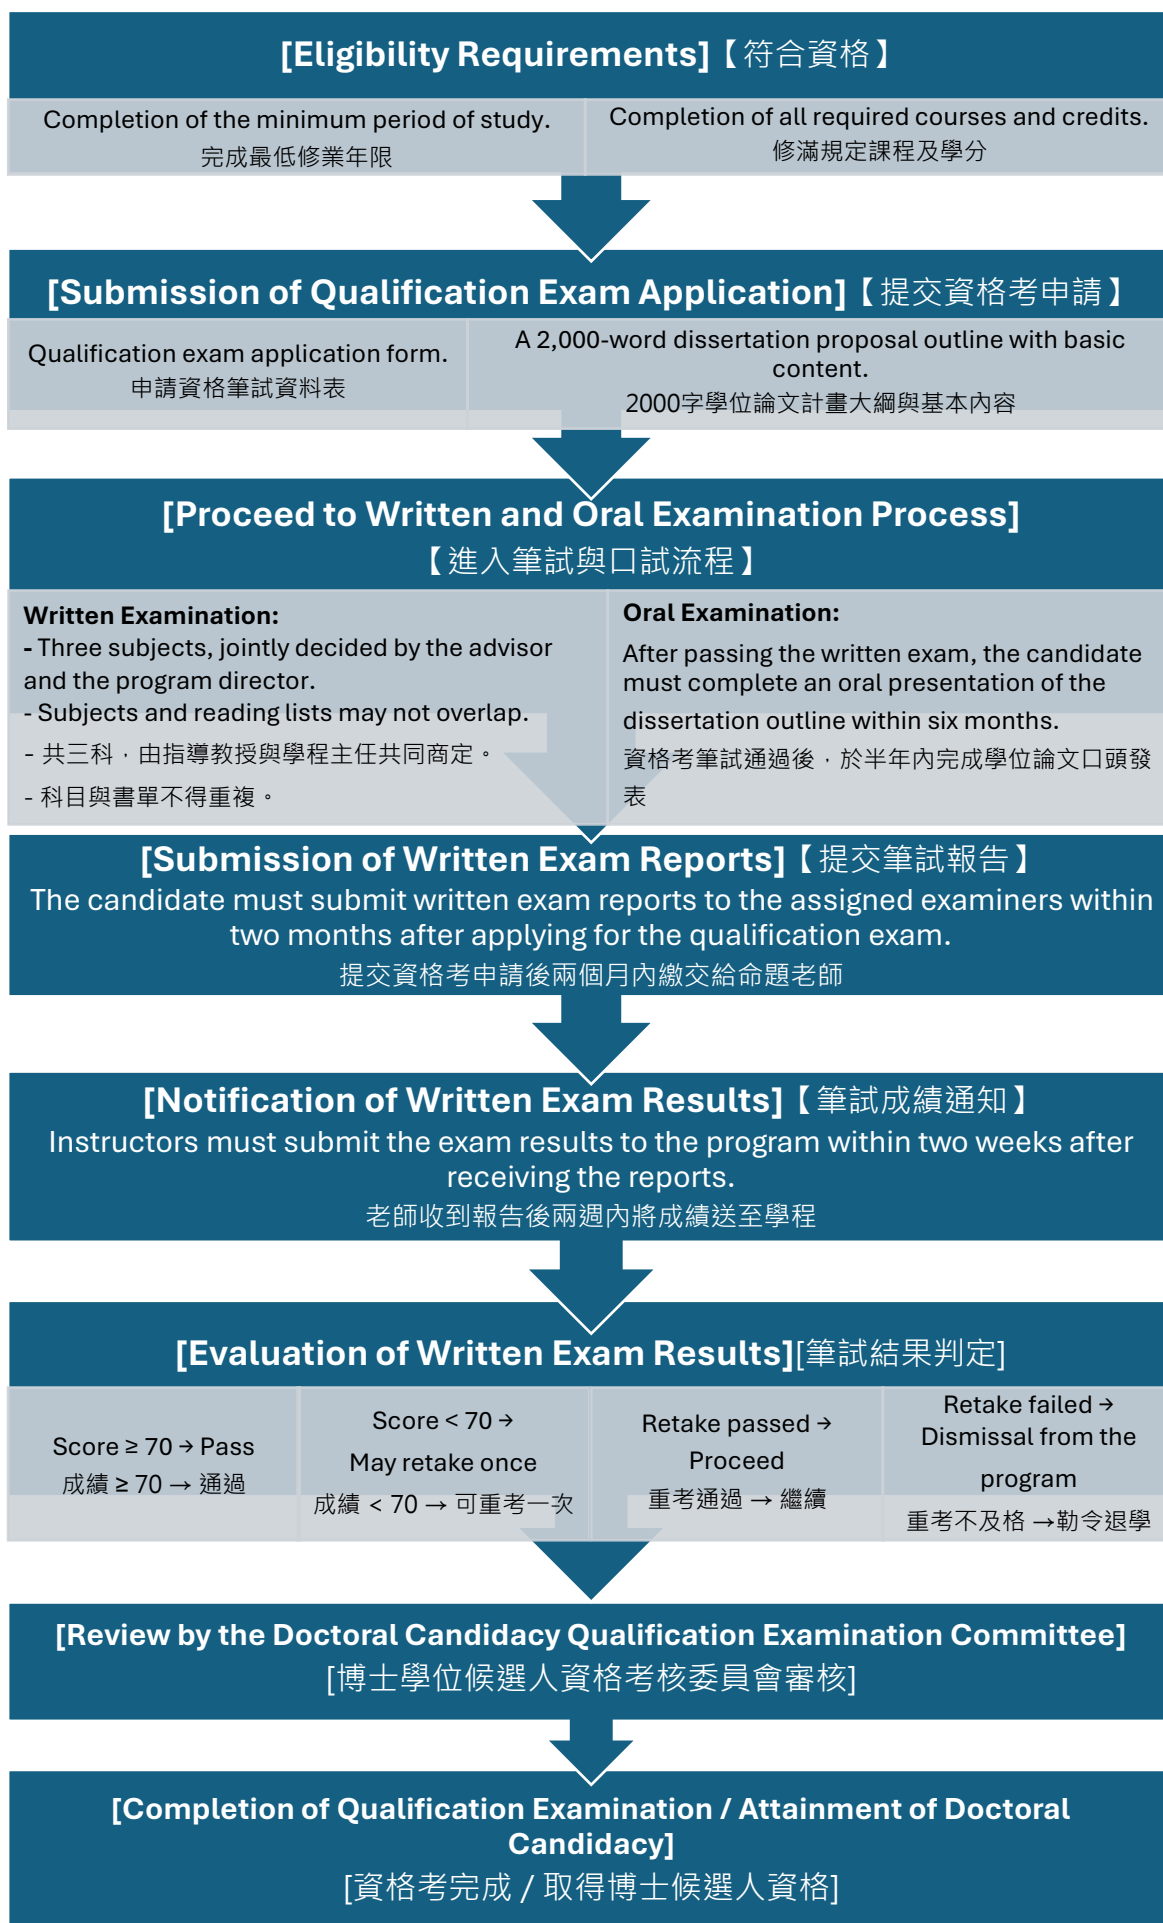 [Eligibility Requirements]【符合資格】
Completion of the minimum period of study.
完成最低修業年限
Completion of all required courses and credits.
修滿規定課程及學分
[Submission of Qualification Exam Application]【提交資格考申請】
Qualification exam application form.
申請資格筆試資料表
A 2,000-word dissertation proposal outline with basic
content.
2000字學位論文計畫大綱與基本內容
[Proceed to Written and Oral Examination Process]
【進入筆試與口試流程】
Written Examination:
- Three subjects, jointly decided by the advisor
and the program director.
- Subjects and reading lists may not overlap.
- 共三科，由指導教授與學程主任共同商定。
- 科目與書單不得重複。
Oral Examination:
After passing the written exam, the candidate
must complete an oral presentation of the
dissertation outline within six months.
資格考筆試通過後，於半年內完成學位論文口頭發
表
[Submission of Written Exam Reports]【提交筆試報告】
The candidate must submit written exam reports to the assigned examiners within
two months after applying for the qualification exam.
提交資格考申請後兩個月內繳交給命題老師
[Notification of Written Exam Results]【筆試成績通知】
Instructors must submit the exam results to the program within two weeks after
receiving the reports.
老師收到報告後兩週內將成績送至學程
[Evaluation of Written Exam Results][筆試結果判定]
Score ≥ 70 → Pass
成績 ≥ 70 → 通過
Score < 70 →
May retake once
成績 < 70 → 可重考一次
Retake passed →
Proceed
重考通過 → 繼續
Retake failed →
Dismissal from the
program
重考不及格 →勒令退學
[Review by the Doctoral Candidacy Qualification Examination Committee]
[博士學位候選人資格考核委員會審核]
[Completion of Qualification Examination / Attainment of Doctoral
Candidacy]
[資格考完成 / 取得博士候選人資格]